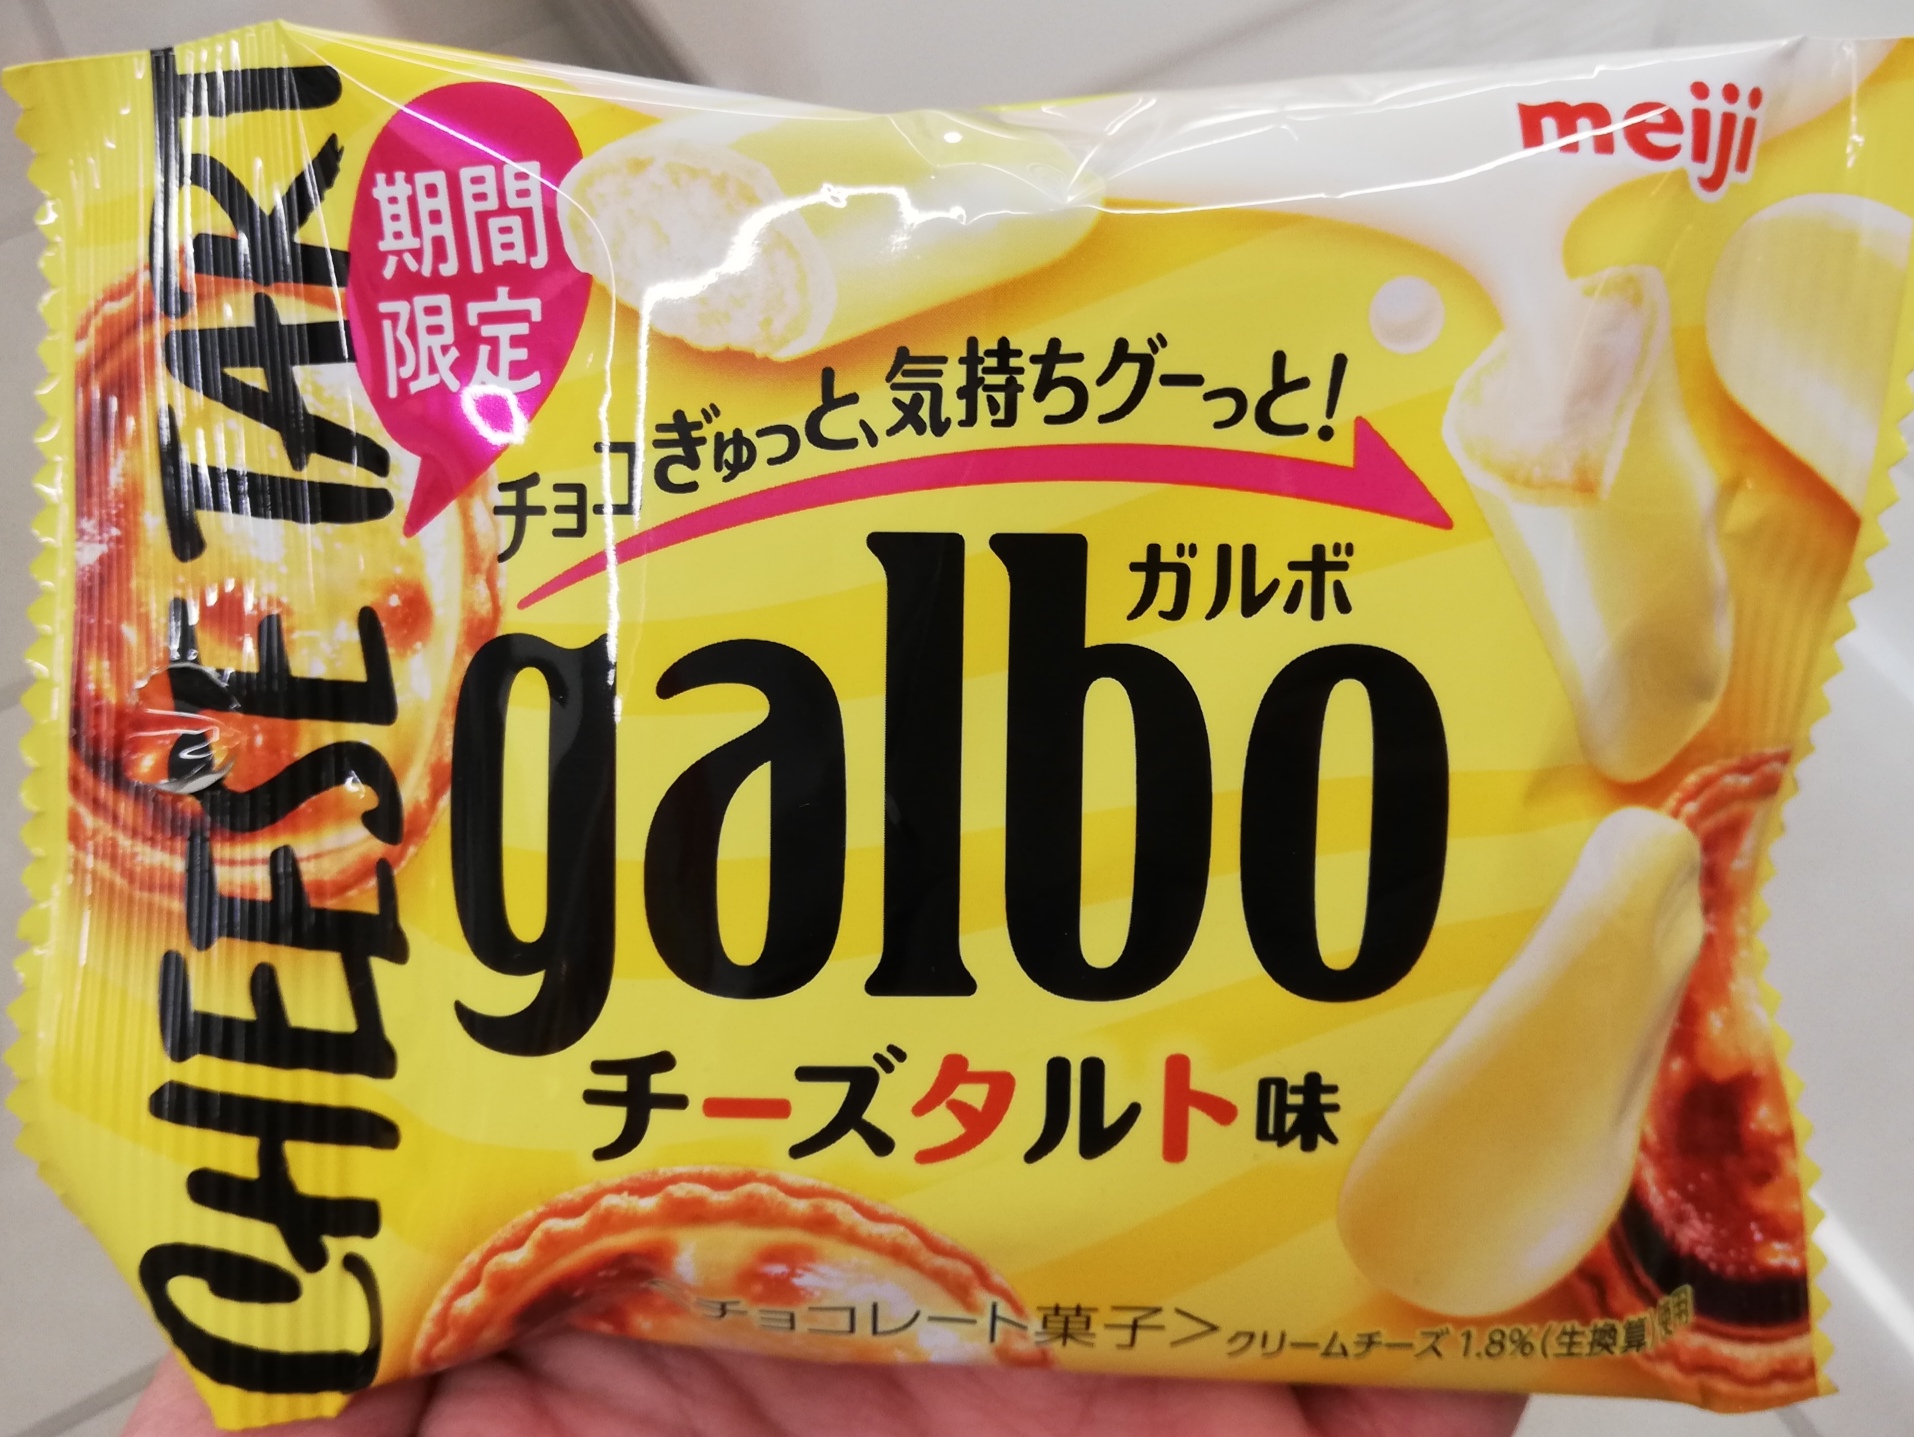 meiji
期間
限定
チョコぎゅっと、気持ちグーっと!
ガルボ
galbo
チーズタルト味
CHEESE TART
チョコレート菓子>
クリームチーズ1.8%(生換算)使用